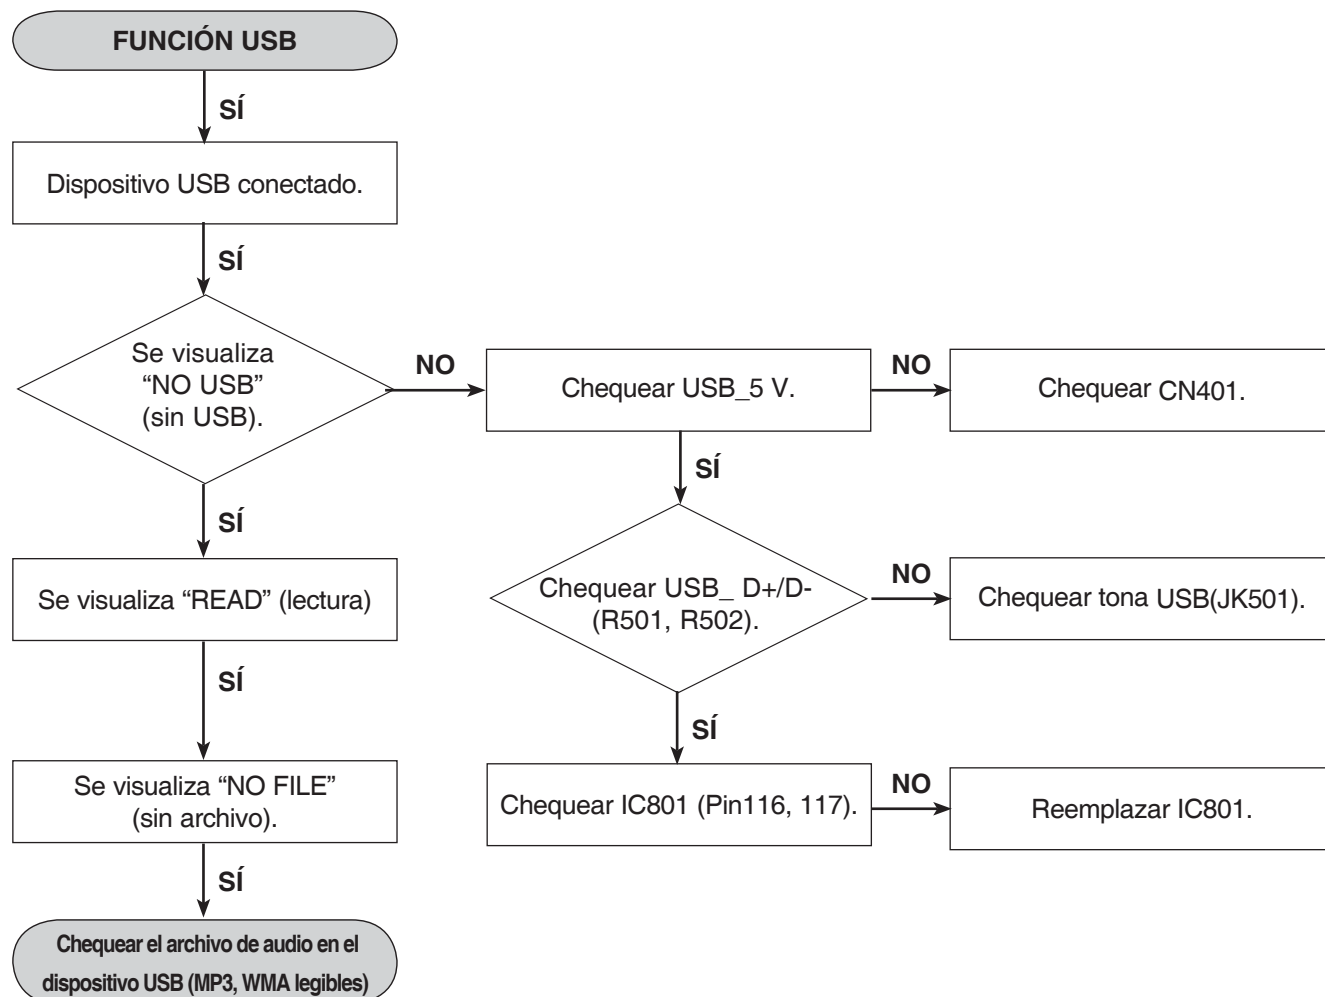 FUNCIÓN USB
SÍ
Dispositivo USB conectado.
SÍ
Se visualiza
“NO USB”
(sin USB).
NO
Chequear USB_5 V.
NO
Chequear CN401.
SÍ
SÍ
Se visualiza “READ” (lectura)
Chequear USB_ D+/D-
(R501, R502).
NO
Chequear tona USB(JK501).
SÍ
SÍ
Se visualiza “NO FILE”
(sin archivo).
Chequear IC801 (Pin116, 117).
NO
Reemplazar IC801.
SÍ
Chequear el archivo de audio en el
dispositivo USB (MP3, WMA legibles)